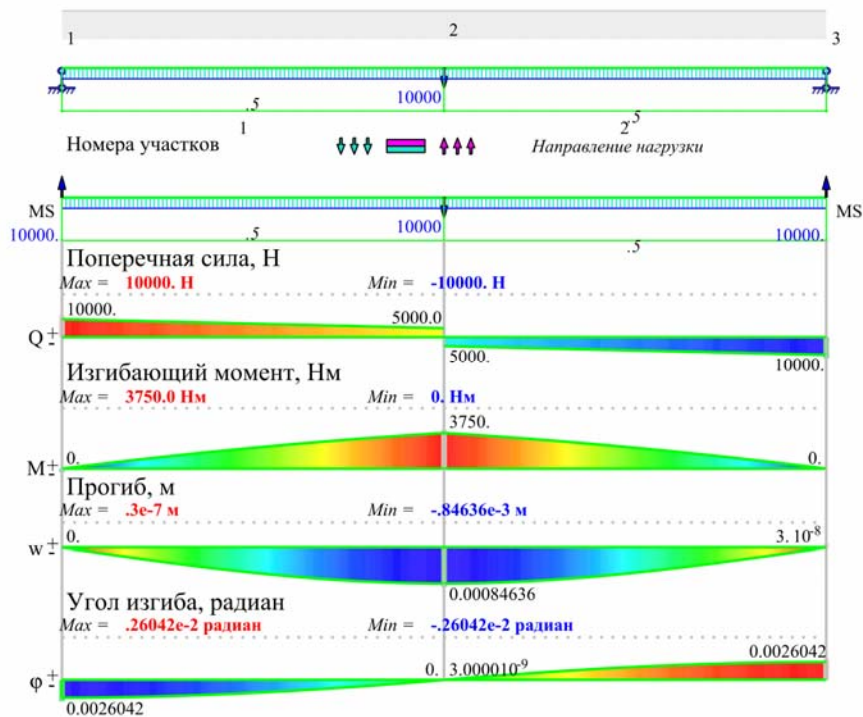 1 2 3
10000
.5 2.5
1 2
Номера участков Направление нагрузки
MS MS
10000. 10000 10000.
.5 .5
Поперечная сила, Н
Max = 10000. Н Min = -10000. Н
10000. 5000.0
Q + -
5000. 10000.
Изгибающий момент, Нм
Max = 3750.0 Нм Min = 0. Нм
3750.
M + - 0. 0.
Прогиб, м
Max = .3e-7 м Min = -.84636e-3 м
w + - 0. 3.10-8
0.00084636
Угол изгиба, радиан
Max = .26042e-2 радиан Min = -.26042e-2 радиан
0.0026042
φ + - 0. 3.000010-9
0.0026042